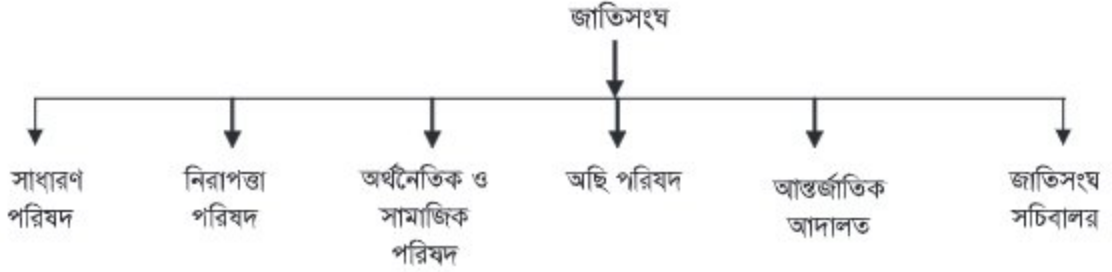 জাতিসংঘ
সাধারণ
পরিষদ
নিরাপত্তা
পরিষদ
অর্থনৈতিক ও
সামাজিক
পরিষদ
অছি পরিষদ
আন্তর্জাতিক
আদালত
জাতিসংঘ
সচিবালয়